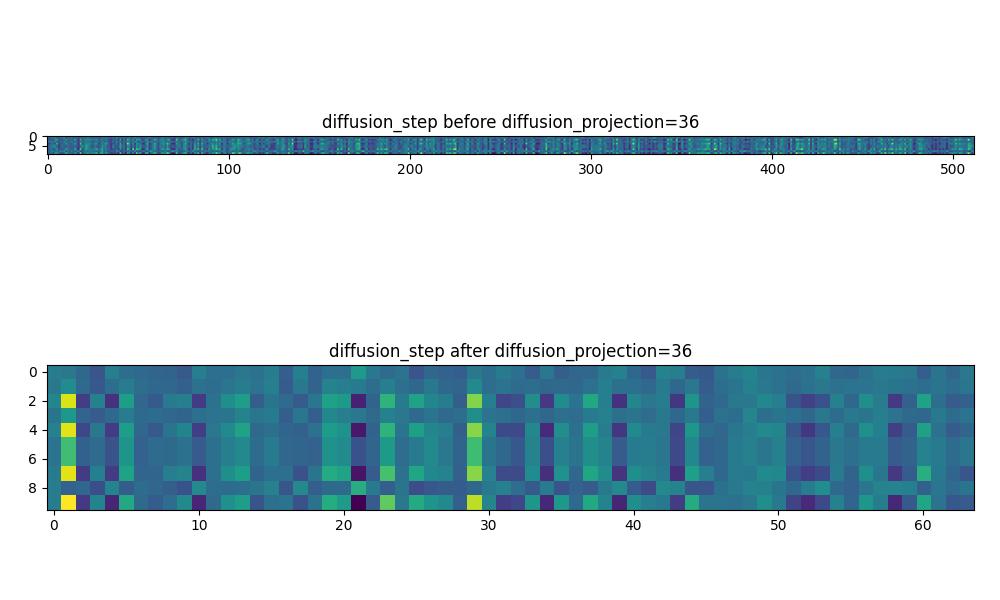 diffusion_step before diffusion_projection=36
0
5
0 100 200 300 400 500
diffusion_step after diffusion_projection=36
0
2
4
6
8
0 10 20 30 40 50 60